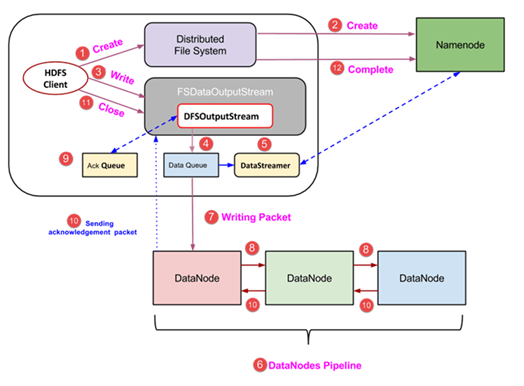 1 Create
Distributed
File System
2 Create
Namenode
12 Complete
HDFS
Client
3 Write
11
Close
FSDataOutputStream
DFSOutputStream
4
5
9
Ack Queue
Data Queue
DataStreamer
10 Sending
acknowledgement packet
7 Writing Packet
DataNode
8
10
DataNode
8
10
DataNode
6 DataNodes Pipeline